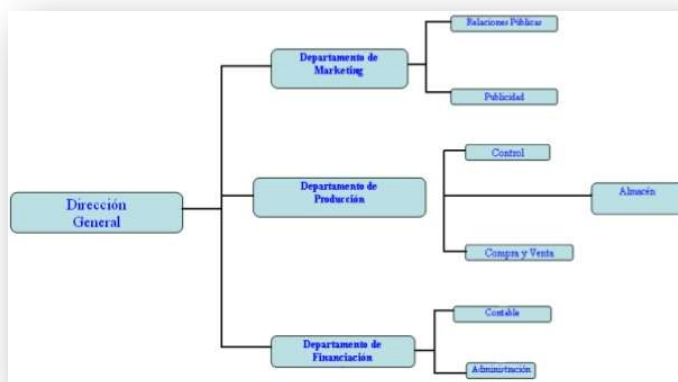 Relaciones Públicas
Departamento de
Marketing
Publicidad
Control
Departamento de
Producción
Almacén
Dirección
General
Compra y Venta
Contable
Departamento de
Financiación
Administración